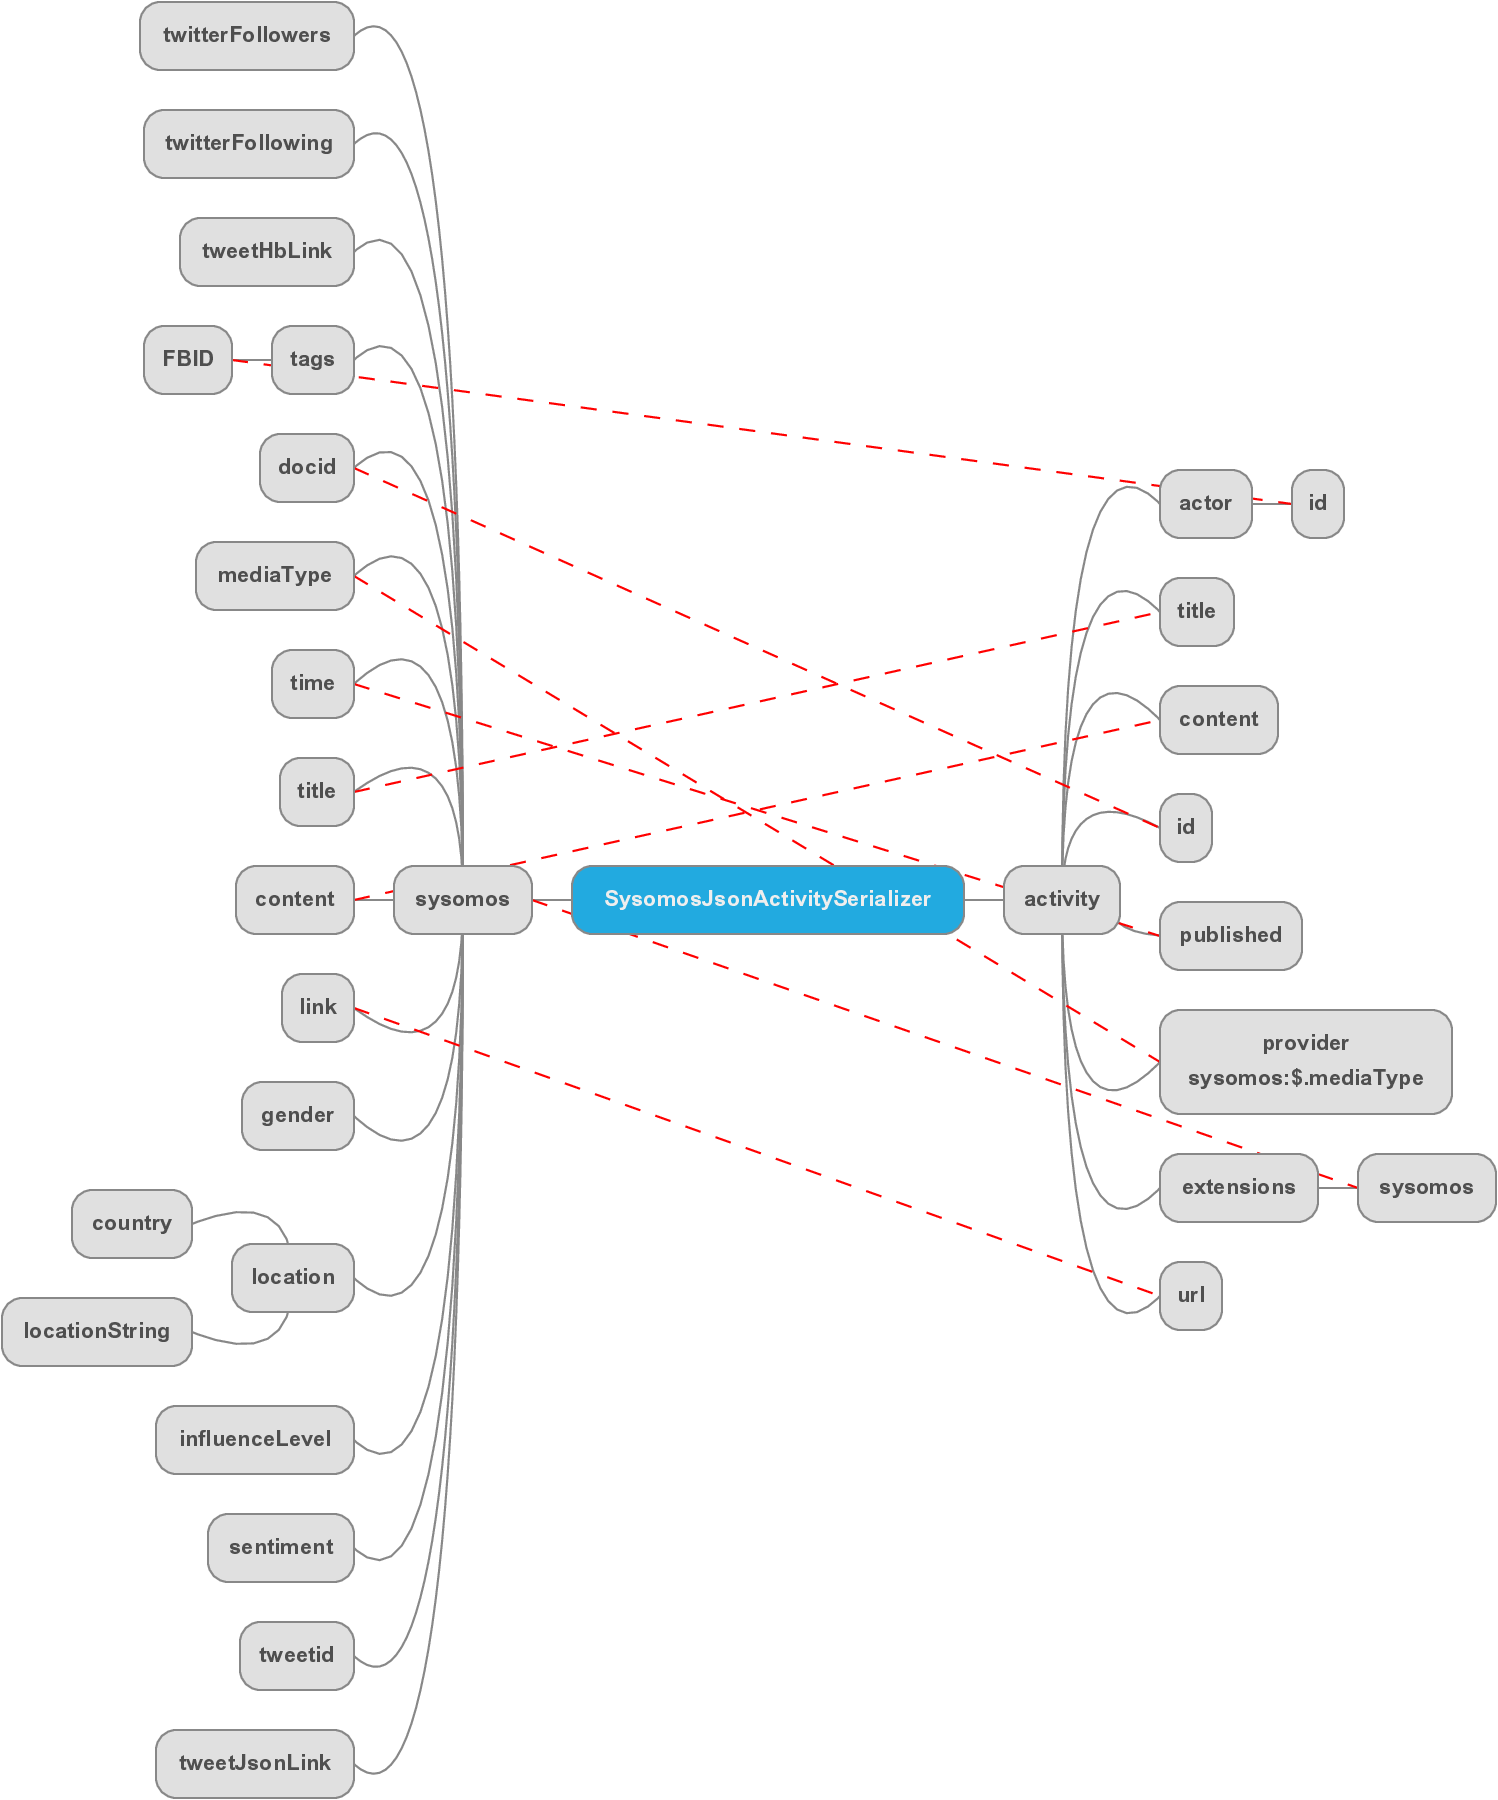 twitterFollowers
twitterFollowing
tweetHbLink
FBID
tags
docid
mediaType
time
title
content
sysomos
link
gender
country
location
locationString
influenceLevel
sentiment
tweetid
tweetJsonLink
SysomosJsonActivitySerializer
activity
actor
id
title
content
id
published
provider
sysomos:$.mediaType
extensions
sysomos
url